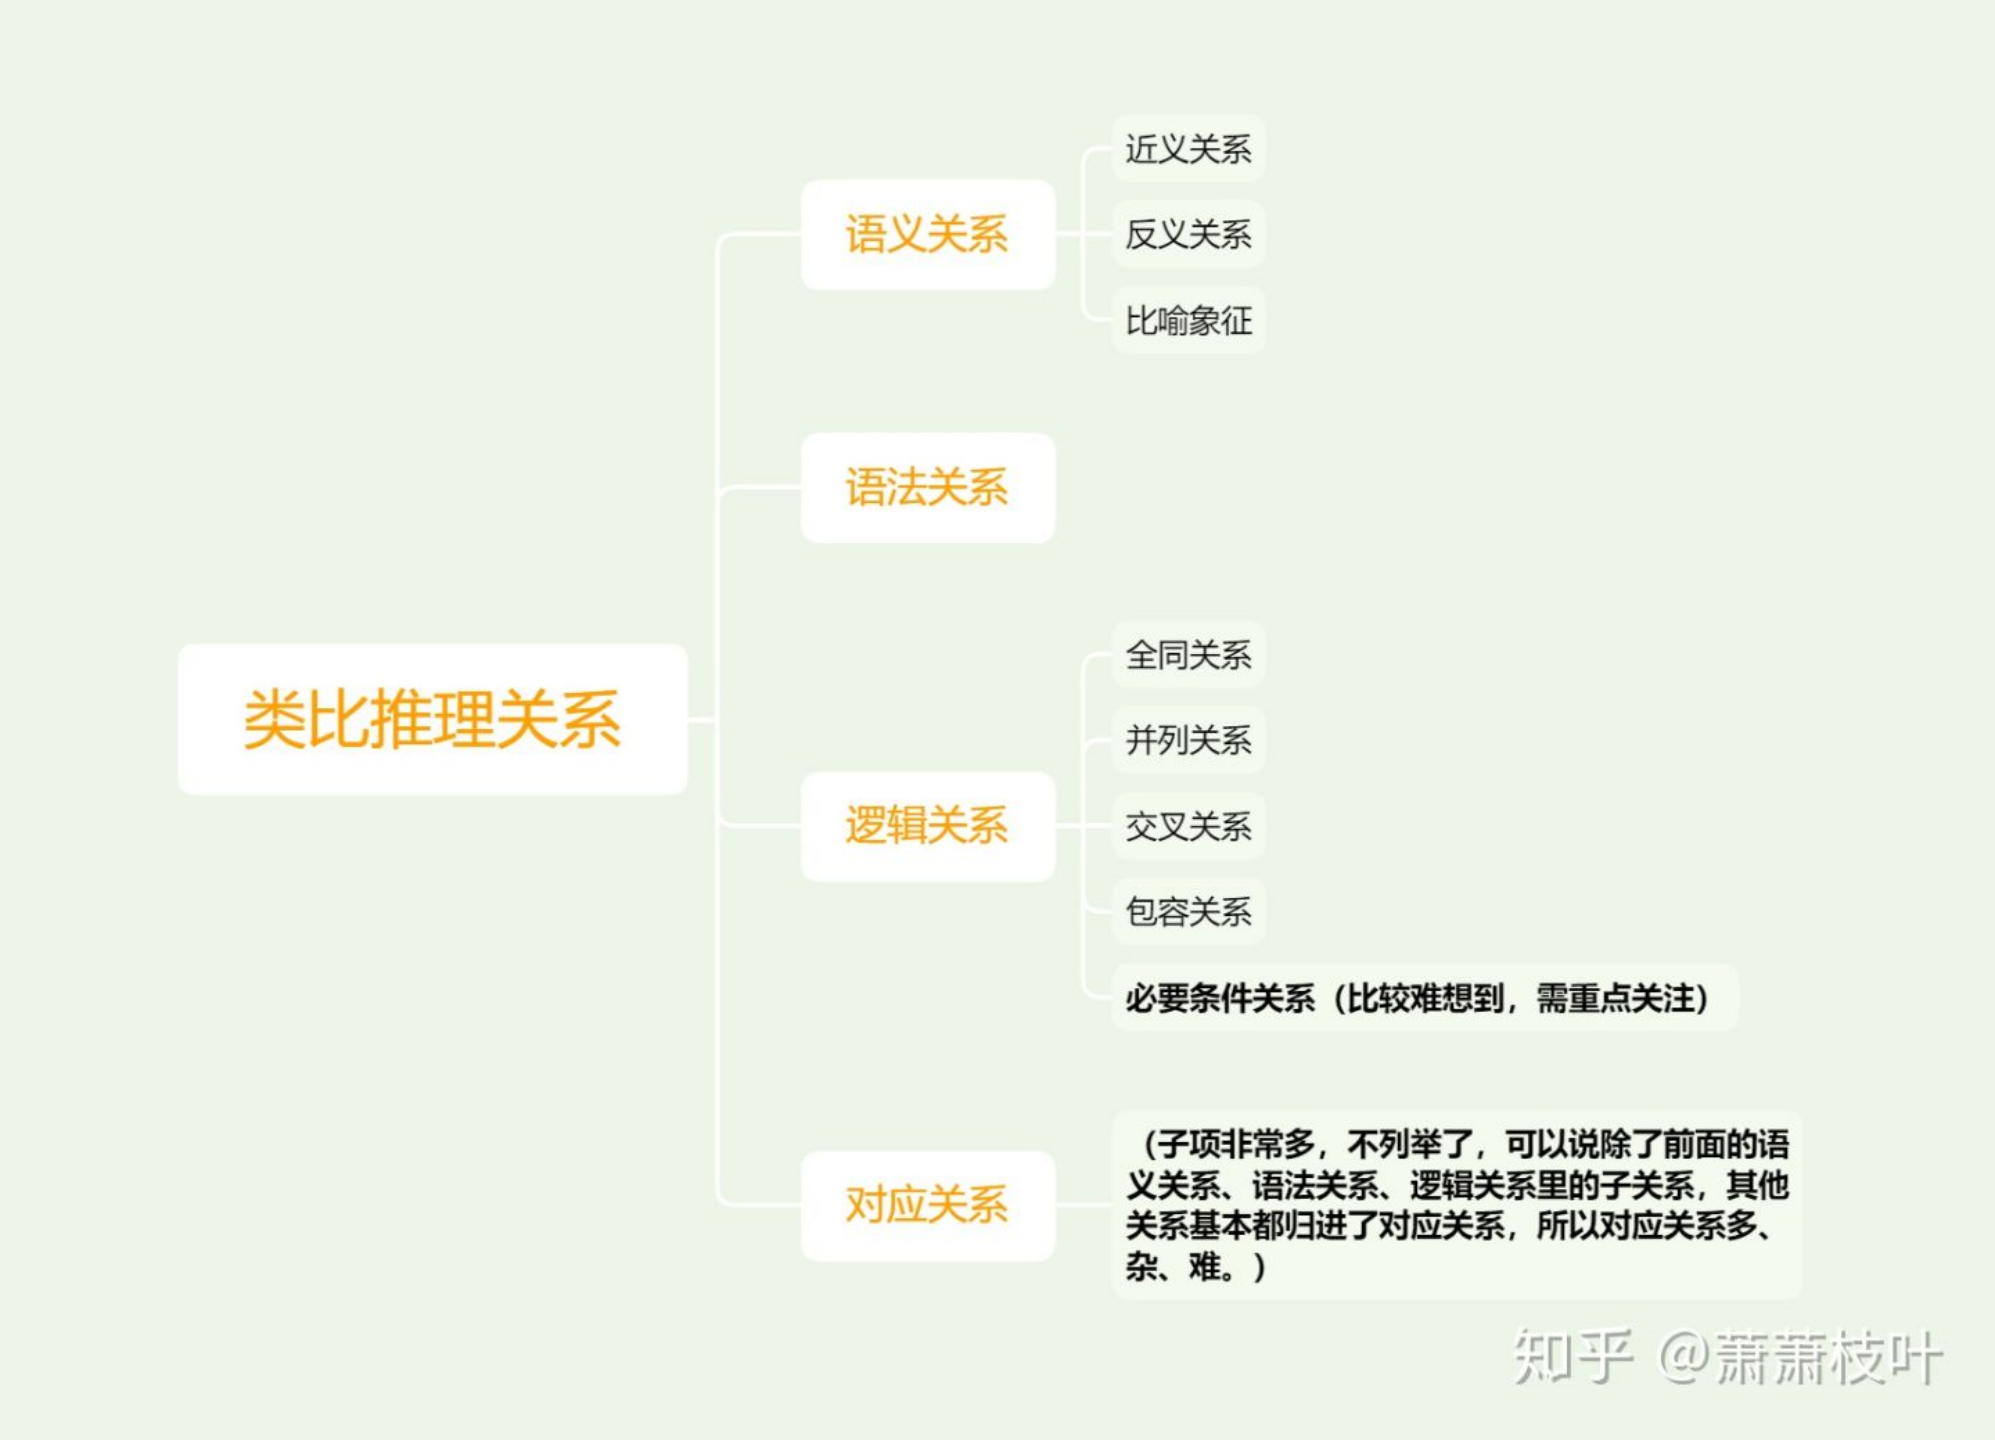 类比推理关系
语义关系
近义关系
反义关系
比喻象征
语法关系
逻辑关系
全同关系
并列关系
交叉关系
包容关系
必要条件关系（比较难想到，需重点关注）
对应关系
（子项非常多，不列举了，可以说除了前面的语
义关系、语法关系、逻辑关系里的子关系，其他
关系基本都归进了对应关系，所以对应关系多、
杂、难。）
知乎 @萧萧枝叶